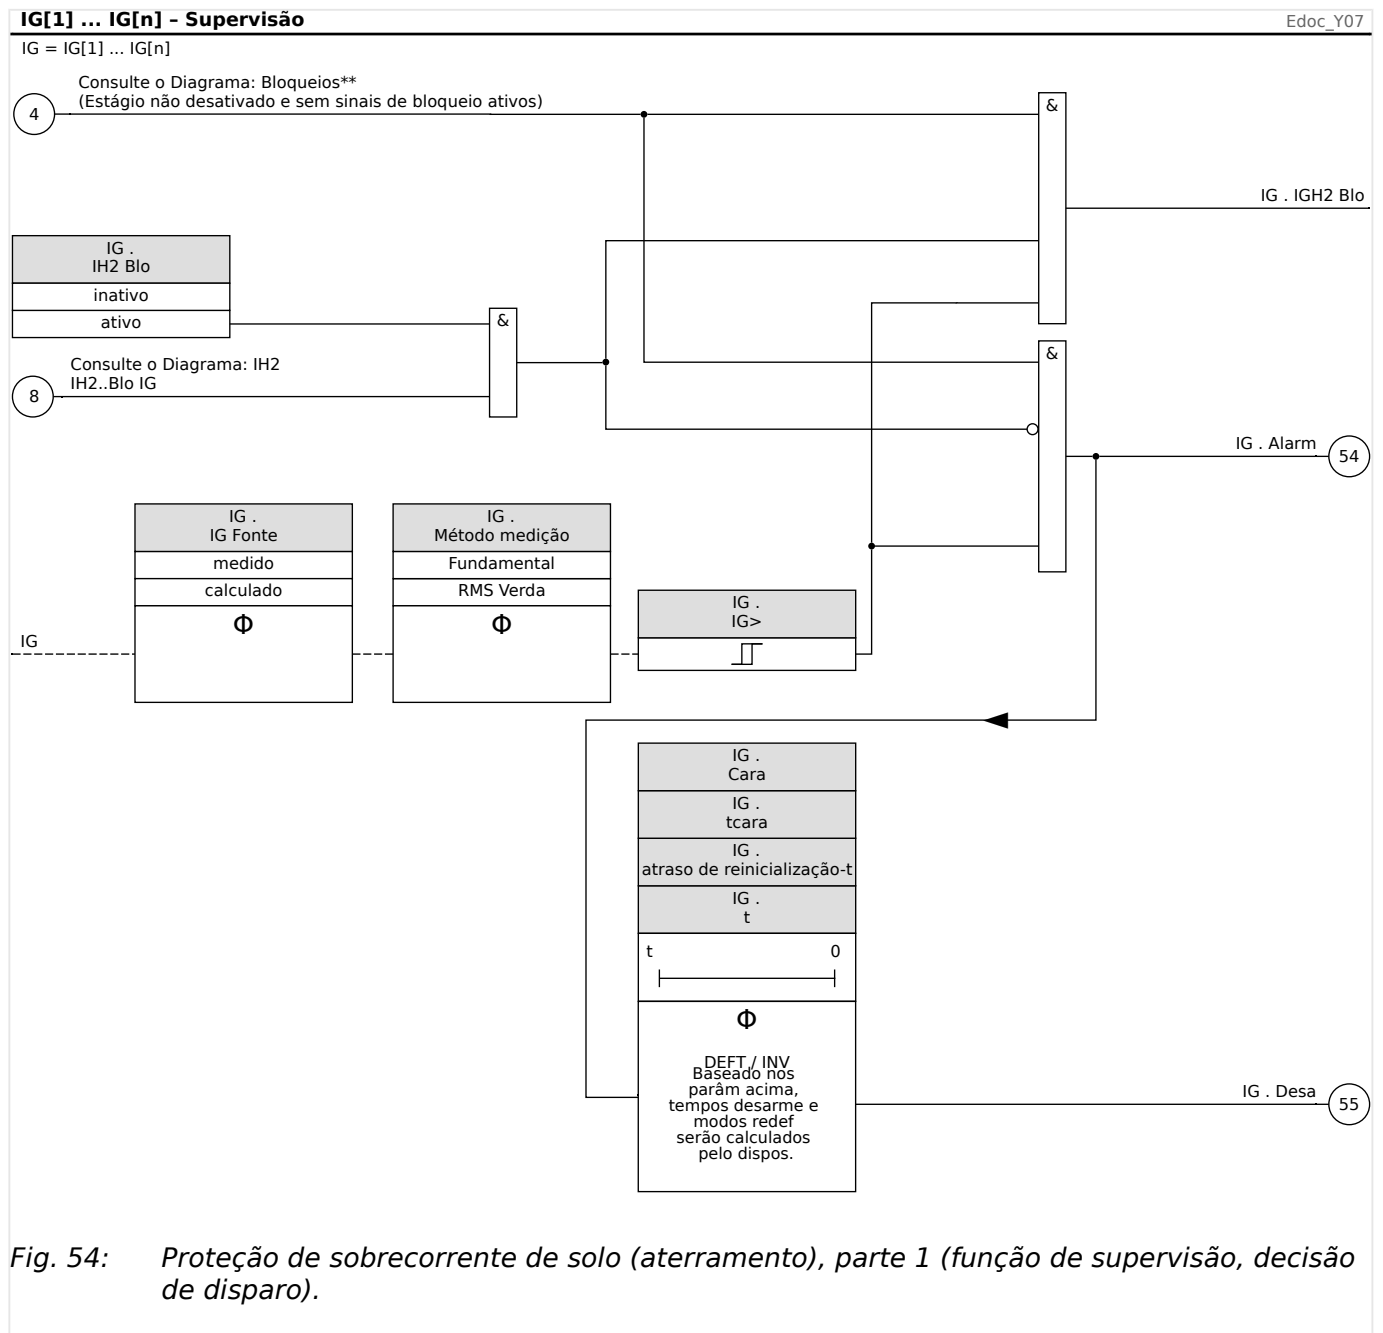 IG[1] ... IG[n] – Supervisão
Edoc_Y07
IG = IG[1] ... IG[n]
Consulte o Diagrama: Bloqueios**
(Estágio não desativado e sem sinais de bloqueio ativos)
4
&
IG . IGH2 Blo
IG .
IH2 Blo
inativo
ativo
&
&
Consulte o Diagrama: IH2
IH2..Blo IG
8
IG . Alarm
54
IG .
IG Fonte
medido
calculado
Φ
IG .
Método medição
Fundamental
RMS Verda
Φ
IG .
IG>
IG
IG .
Cara
IG .
tcara
IG .
atraso de reinicialização-t
IG .
t
t
0
Φ
DEFT / INV
Baseado nos
parâm acima,
tempos desarme e
modos redef
serão calculados
pelo dispos.
IG . Desa
55
Fig. 54: Proteção de sobrecorrente de solo (aterramento), parte 1 (função de supervisão, decisão
de disparo).